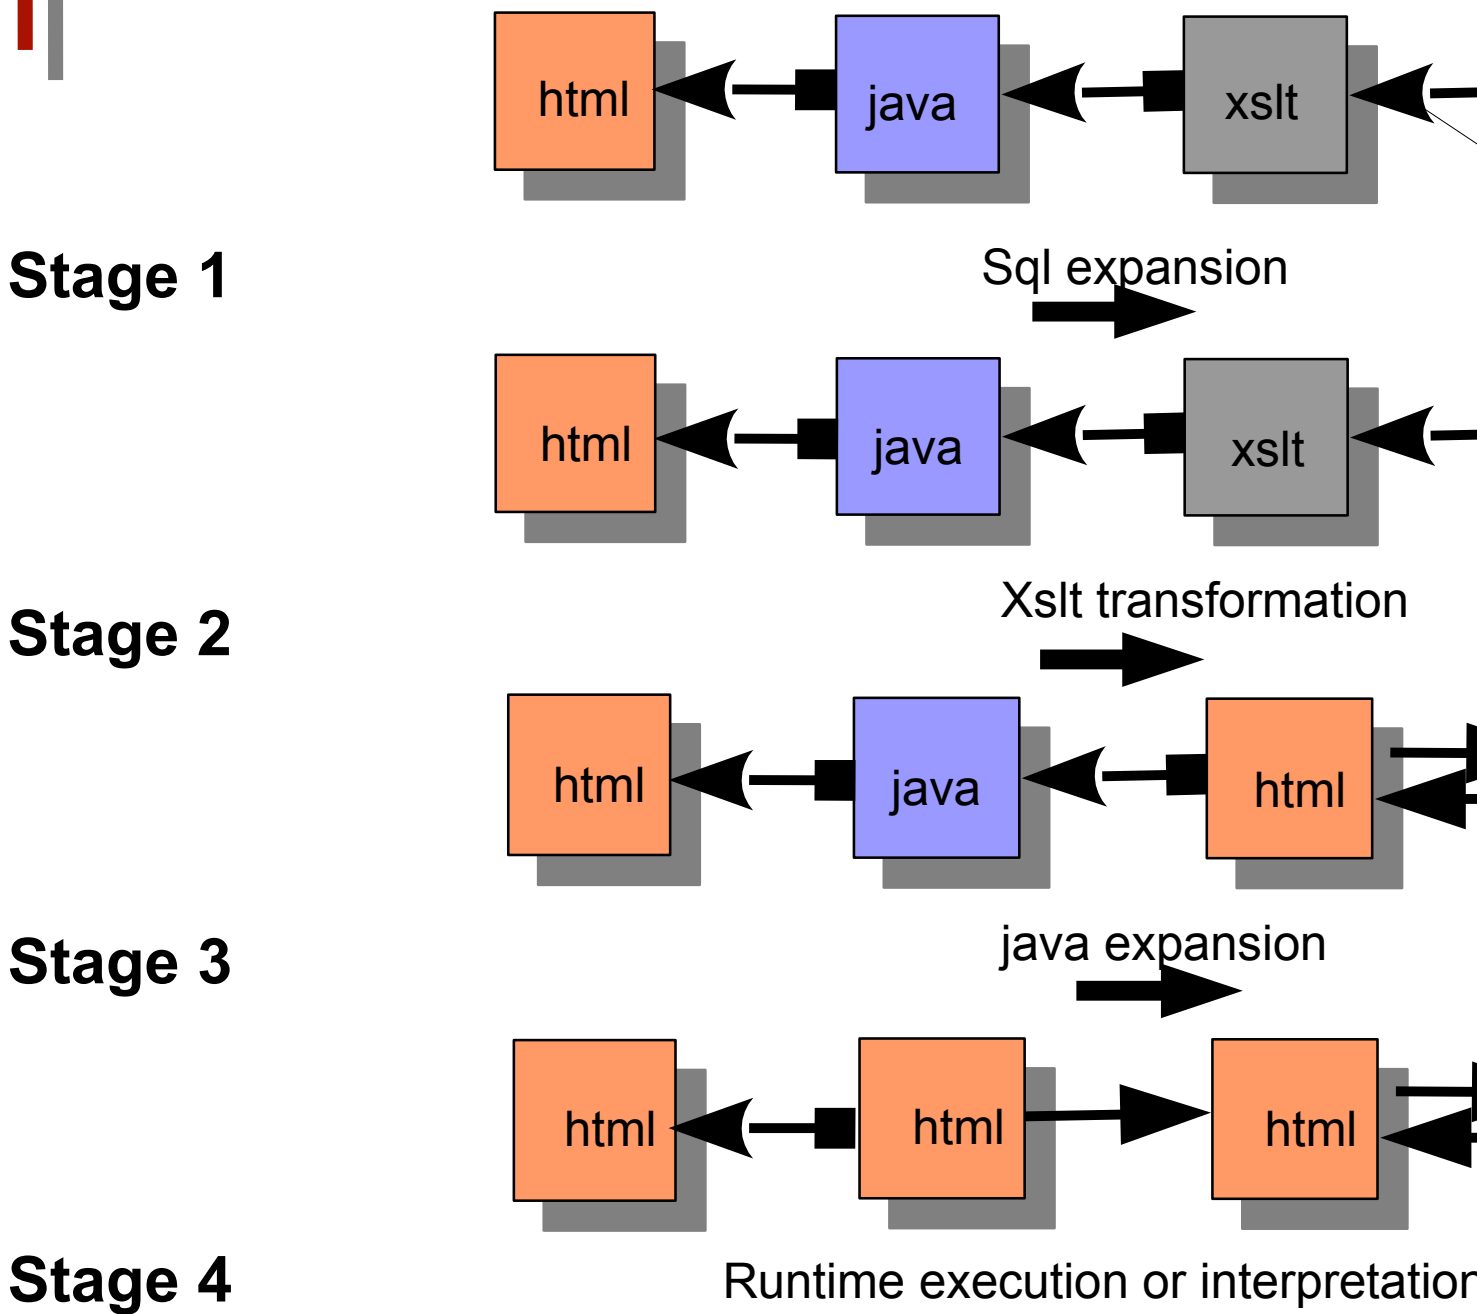 html java xslt
Stage 1 Sql expansion
html java xslt
Stage 2 Xslt transformation
html java html
Stage 3 java expansion
html html html
Stage 4 Runtime execution or interpretation